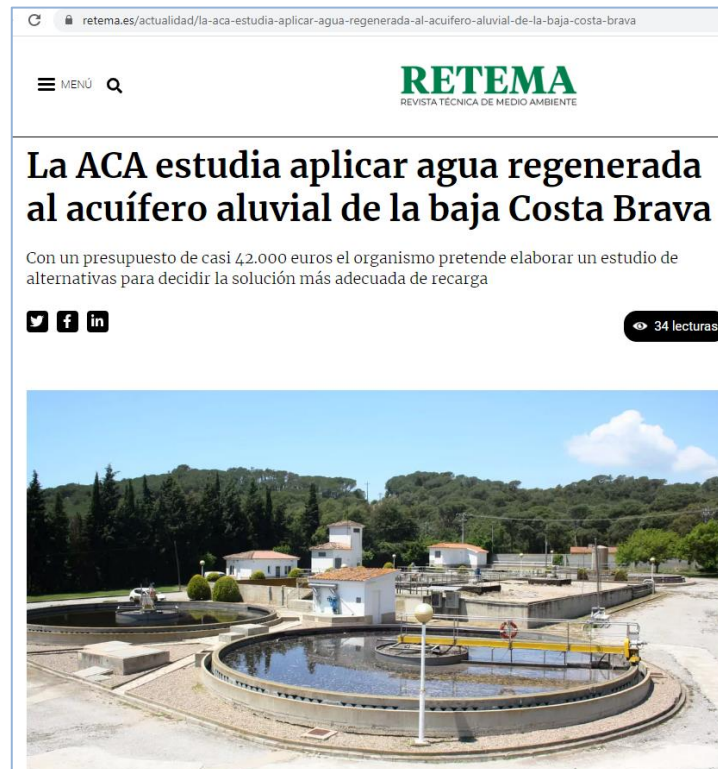 retema.es/actualidad/la-aca-estudia-aplicar-agua-regenerada-al-acuifero-aluvial-de-la-baja-costa-brava
MENÚ
RETEMA
REVISTA TÉCNICA DE MEDIO AMBIENTE
La ACA estudia aplicar agua regenerada
al acuífero aluvial de la baja Costa Brava
Con un presupuesto de casi 42.000 euros el organismo pretende elaborar un estudio de
alternativas para decidir la solución más adecuada de recarga
34 lecturas